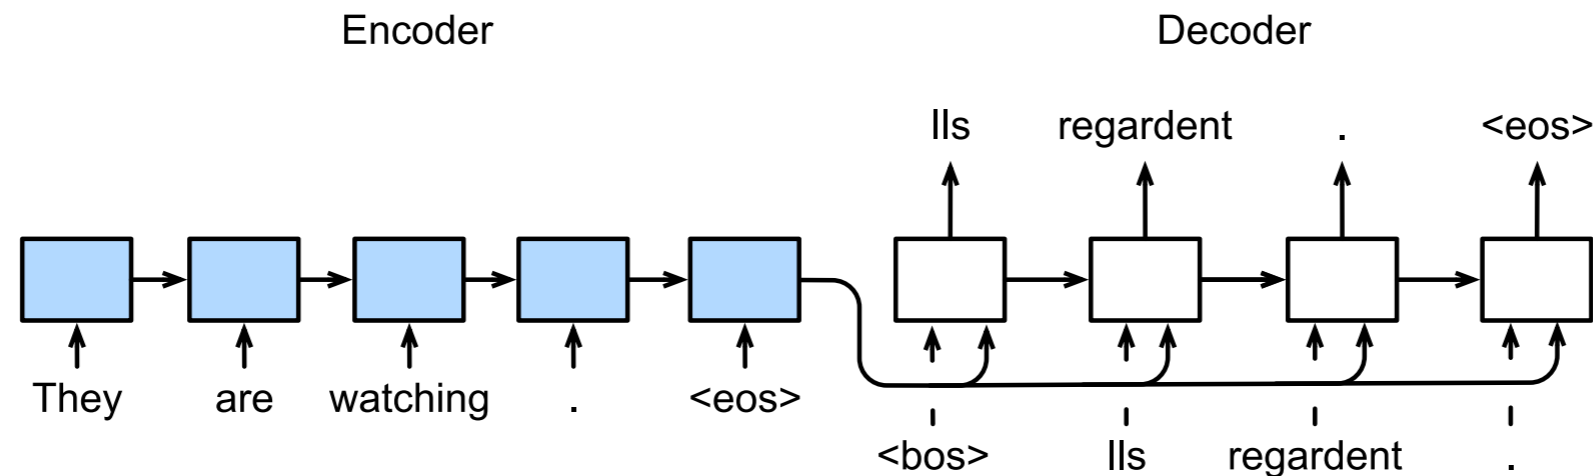 Encoder Decoder
Ils regardent . <eos>
They are watching . <eos>
<bos> Ils regardent .